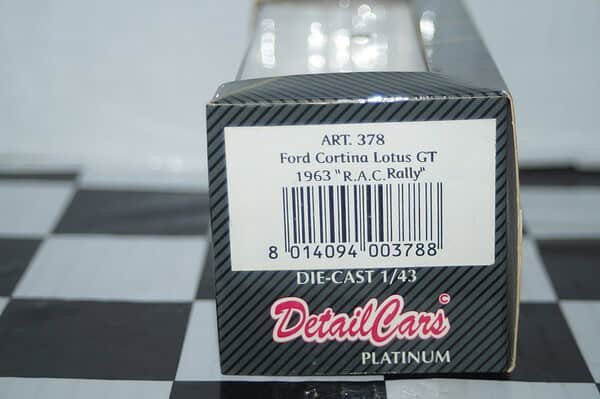 ART. 378
Ford Cortina Lotus GT
1963 "R.A.C. Rally"
8 014094 003788
DIE-CAST 1/43
DetailCars ©
PLATINUM